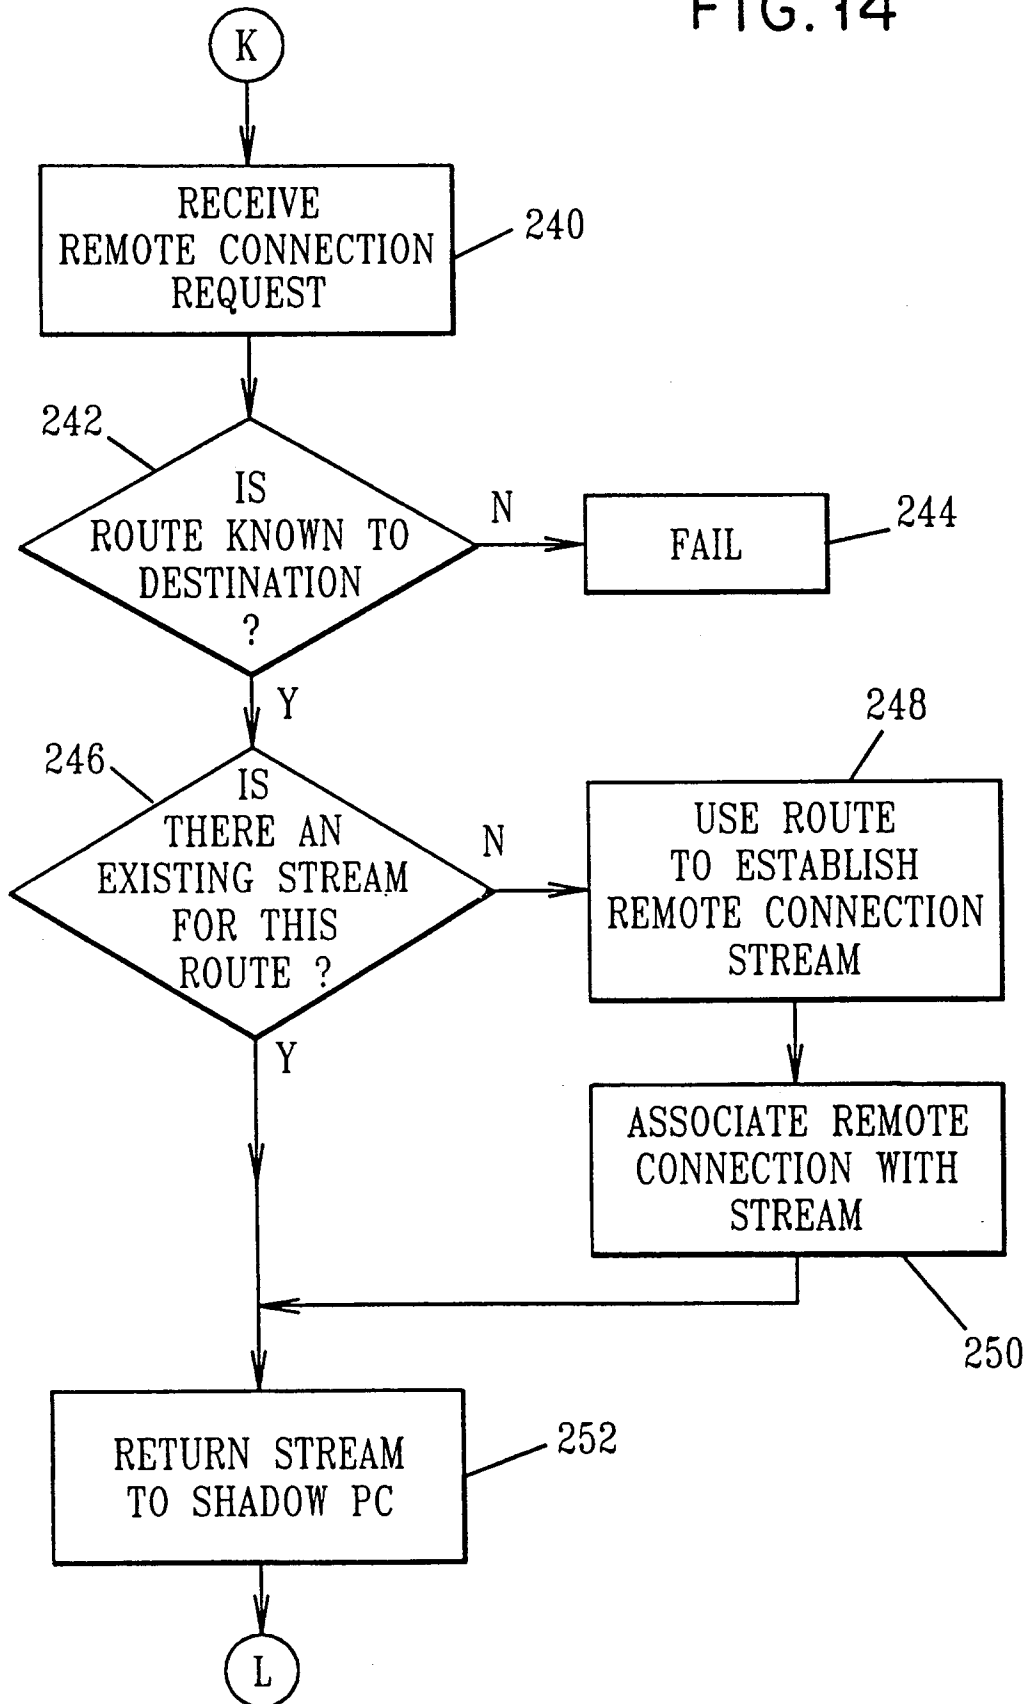 FIG. 14
K
RECEIVE
REMOTE CONNECTION
REQUEST
240
242
IS
ROUTE KNOWN TO
DESTINATION
?
N
FAIL
244
Y
246
IS
THERE AN
EXISTING STREAM
FOR THIS
ROUTE ?
N
248
USE ROUTE
TO ESTABLISH
REMOTE CONNECTION
STREAM
Y
ASSOCIATE REMOTE
CONNECTION WITH
STREAM
250
RETURN STREAM
TO SHADOW PC
252
L